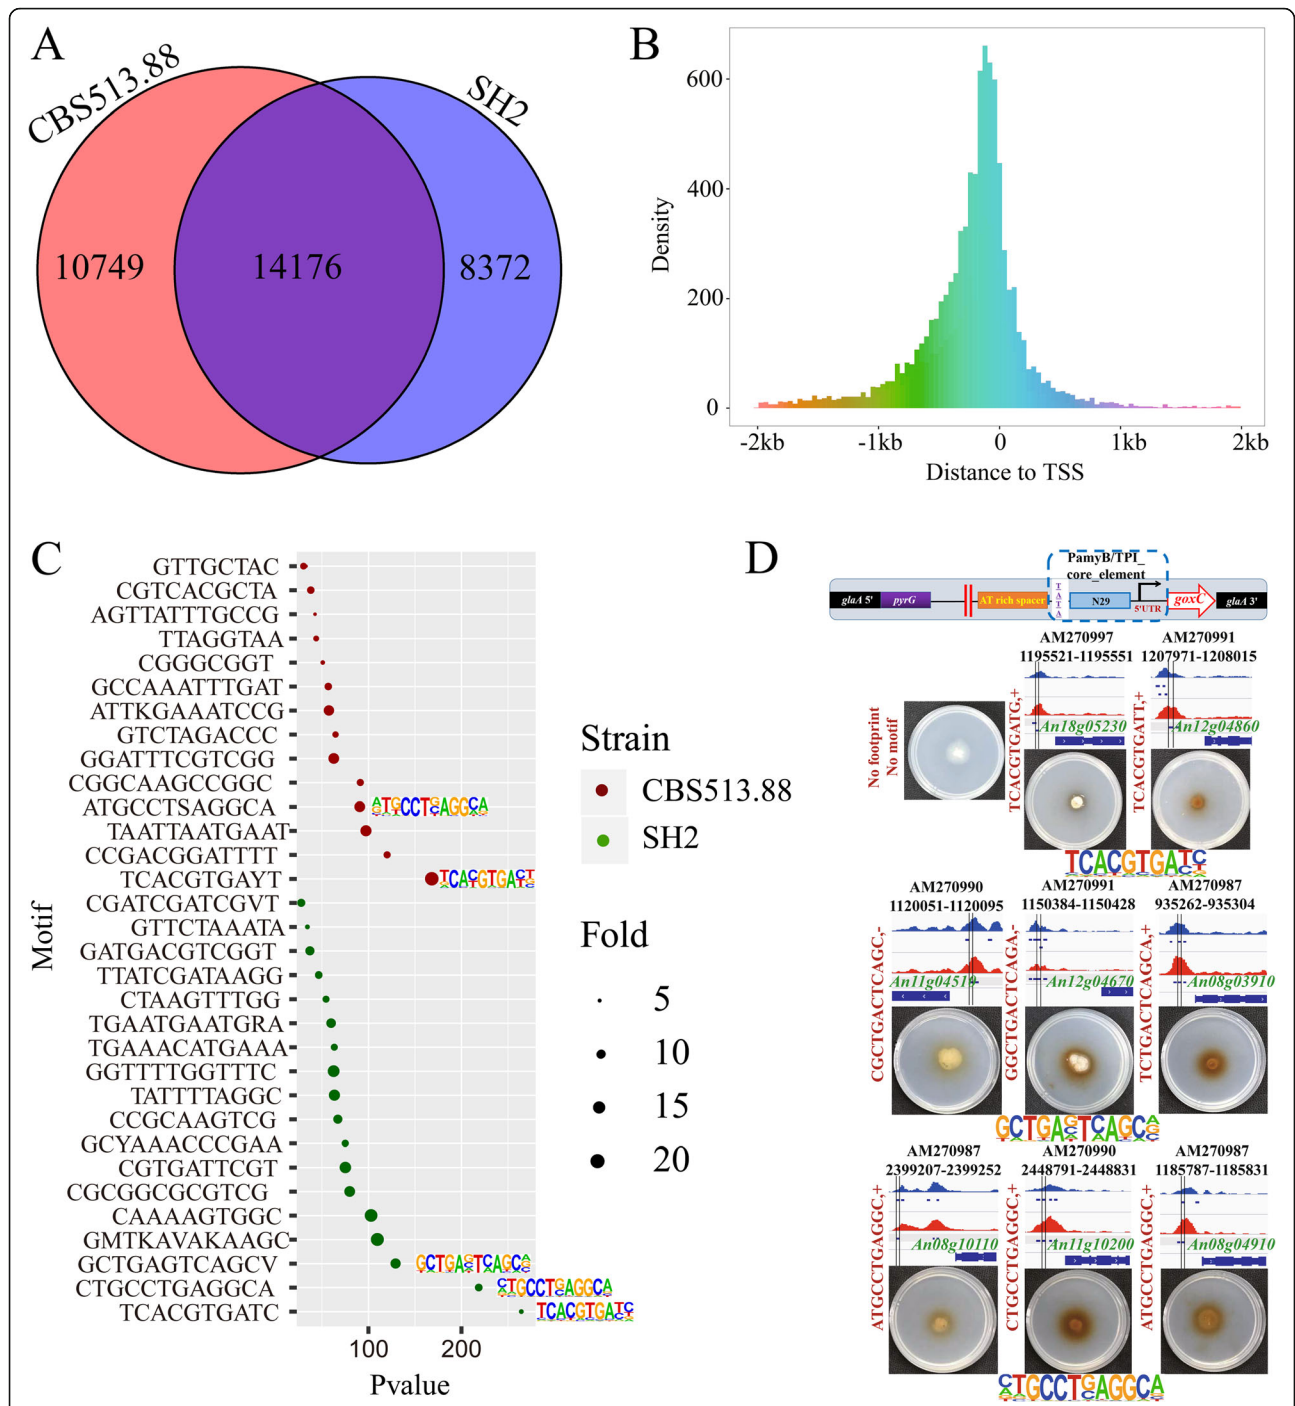 A
CBS513.88
SH2
10749
14176
8372
B
Density
600
400
200
0
-2kb
-1kb
0
1kb
2kb
Distance to TSS
C
Motif
GTTGCTAC
CGTCACGCTA
AGTTATTTGCCG
TTAGGTAA
CGGGCGGT
GCCAAATTTGAT
ATTKGAAATCCG
GTCTAGACCC
GGATTTCGTCGG
CGGCAAGCCGGC
ATGCCTSAGGCA
TAATTAATGAAT
CCGACGGATTTT
TCACGTGAYT
CGATCGATCGVT
GTTCTAAATA
GATGACGTCGGT
TTATCGATAAGG
CTAAGTTTGG
TGAATGAATGRA
TGAAACATGAAA
GGTTTTGGTTTC
TATTTTAGGC
CCGCAAGTCG
GCYAAACCCGAA
CGTGATTCGT
CGCGGCGCGTCG
CAAAAGTGGC
GMTKAVAKAAGC
GCTGAGTCAGCV
CTGCCTGAGGCA
TCACGTGATC
100
200
Pvalue
Strain
CBS513.88
SH2
Fold
5
10
15
20
D
PamyB/TPI_
core_element
glaA 5'
pyrG
AT rich spacer
TATA
N29
5'UTR
goxC
glaA 3'
No footprint
No motif
AM270997
1195521-1195551
TCACGTGATG,+
An18g05230
AM270991
1207971-1208015
TCACGTGATT,+
An12g04860
TCACGTGATC
AM270990
1120051-1120095
CGCTGACTCAGC,-
An11g04510
AM270991
1150384-1150428
GGCTGACTCAGA,-
An12g04670
AM270987
935262-935304
TCTGACTCAGCA,+
An08g03910
AM270987
2399207-2399252
ATGCCTGAGGC,+
An08g10110
AM270990
2448791-2448831
CTGCCTGAGGC,+
An11g10200
AM270987
1185787-1185831
ATGCCTGAGGC,+
An08g04910